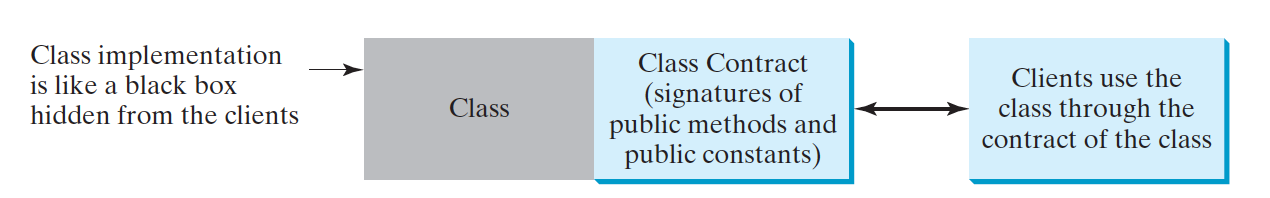 Class implementation
is like a black box
hidden from the clients
Class
Class Contract
(signatures of
public methods and
public constants)
Clients use the
class through the
contract of the class